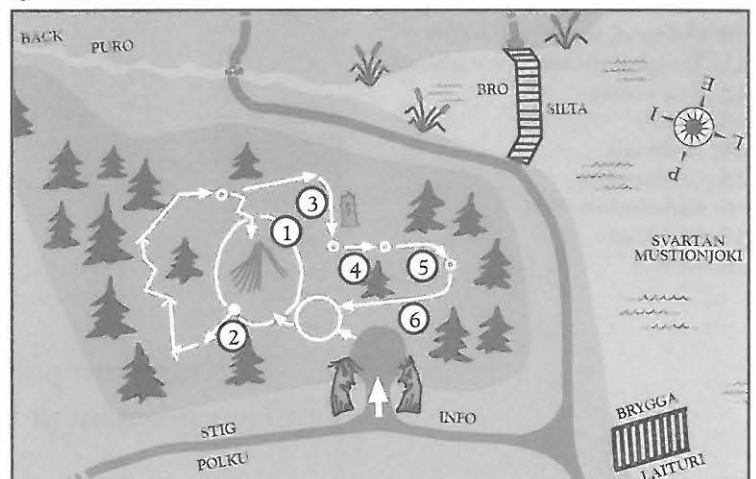 BÄCK
PURO
BRO
SILTA
E
I
L
P
3
1
4
5
SVARTÅN
MUSTIONJOKI
2
6
STIG
POLKU
INFO
BRYGGA
LAITURI